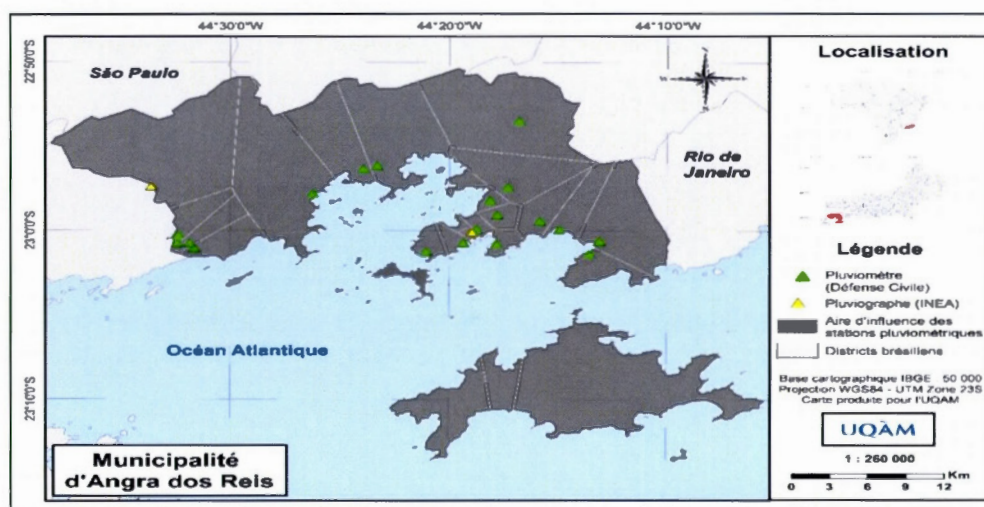 44°30'0"W 44°20'0"W 44°10'0"W
22°50'0"S
23°0'0"S
23°10'0"S
São Paulo
Rio de
Janeiro
Océan Atlantique
Municipalité
d'Angra dos Reis
Localisation
Légende
Pluviomètre
(Défense Civile)
Pluviographe (INEA)
Aire d'influence des
stations pluviométriques
Districts brésiliens
Base cartographique IBGE 50 000
Projection WGS84 - UTM Zone 23S
Carte produite pour l'UQAM
UQÀM
1 : 260 000
Km
0 3 6 9 12